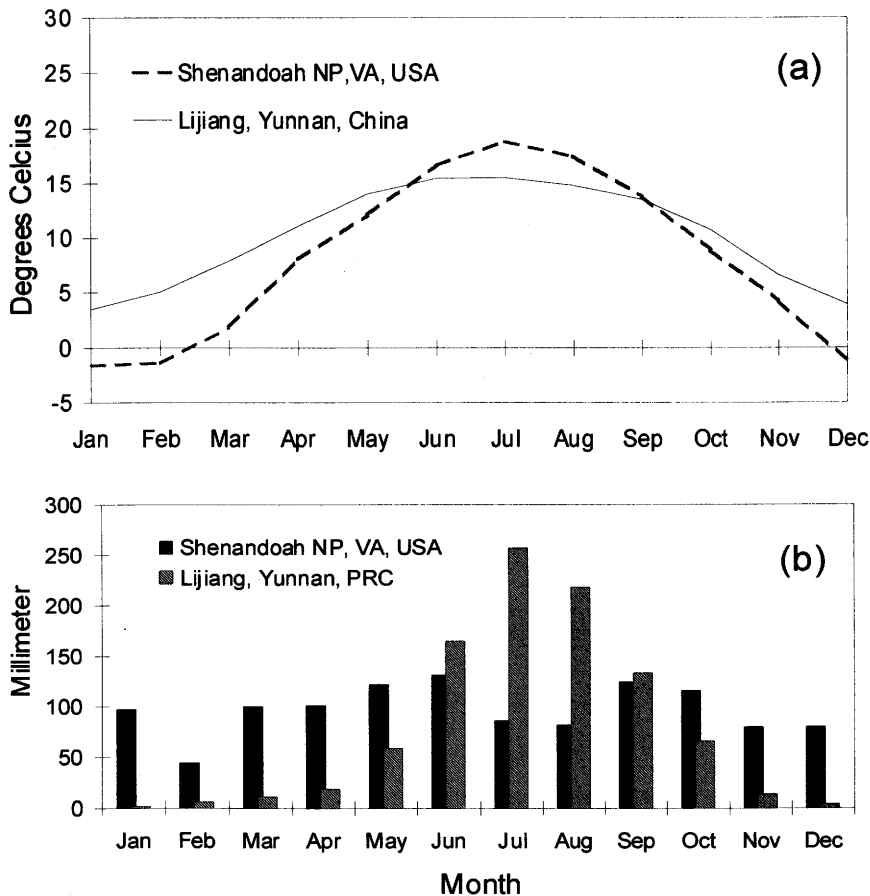 30
25
20
15
10
5
0
-5
Degrees Celcius
Shenandoah NP,VA, USA
Lijiang, Yunnan, China
(a)
Jan Feb Mar Apr May Jun Jul Aug Sep Oct Nov Dec
300
250
200
150
100
50
0
Millimeter
Shenandoah NP, VA, USA
Lijiang, Yunnan, PRC
(b)
Jan Feb Mar Apr May Jun Jul Aug Sep Oct Nov Dec
Month